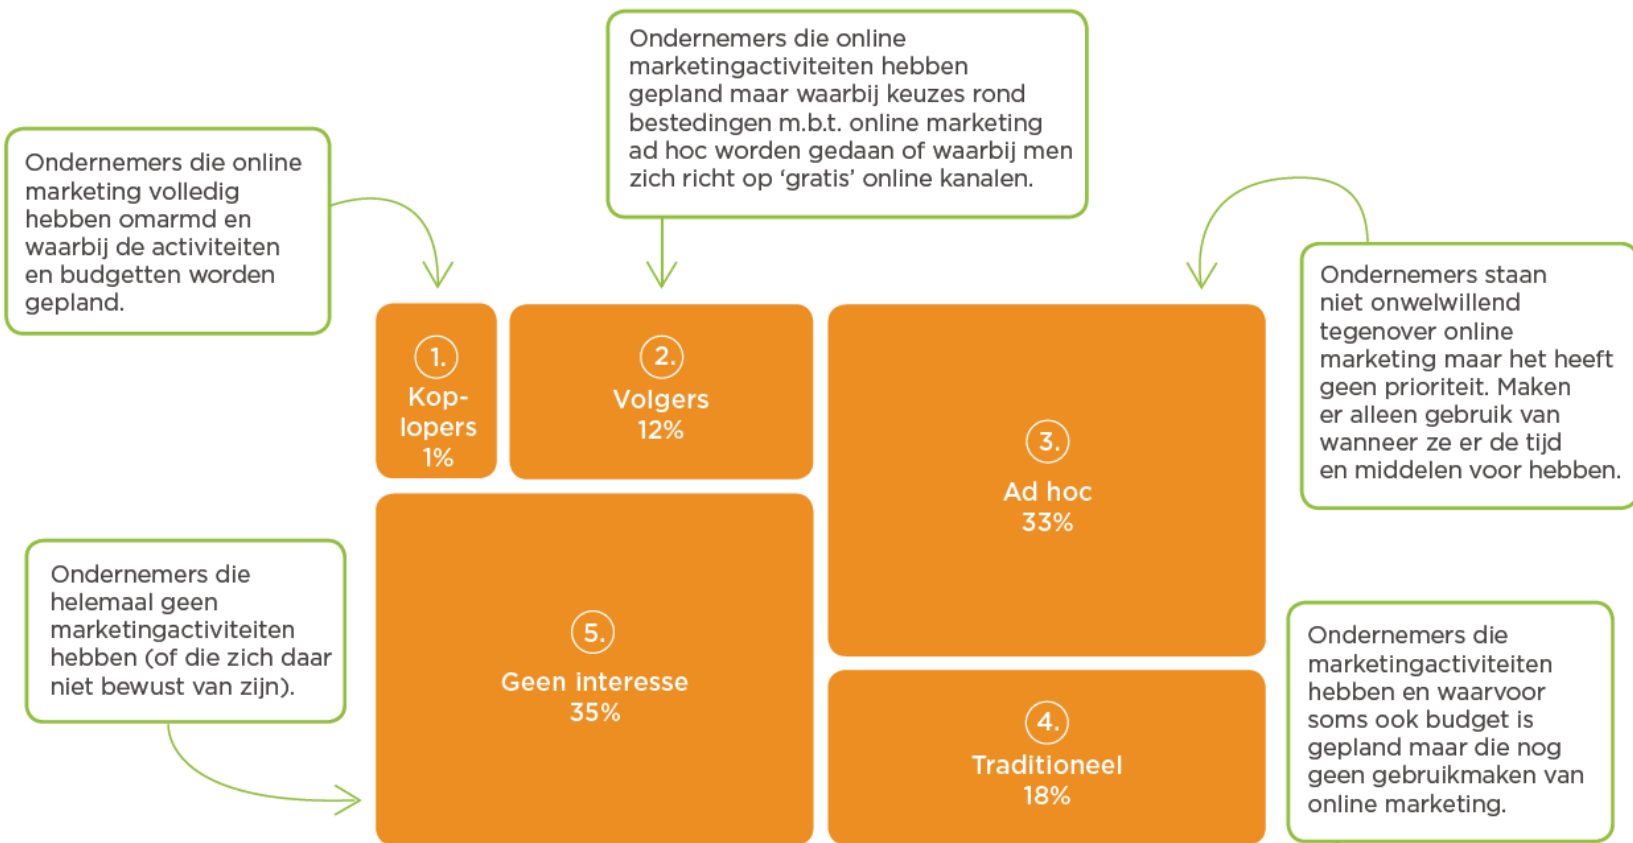 Ondernemers die online
marketingactiviteiten hebben
gepland maar waarbij keuzes rond
bestedingen m.b.t. online marketing
ad hoc worden gedaan of waarbij men
zich richt op ‘gratis’ online kanalen.
Ondernemers die online
marketing volledig
hebben omarmd en
waarbij de activiteiten
en budgetten worden
gepland.
Ondernemers staan
niet onwelwillend
tegenover online
marketing maar het heeft
geen prioriteit. Maken
er alleen gebruik van
wanneer ze er de tijd
en middelen voor hebben.
1.
Kop-
lopers
1%
2.
Volgers
12%
3.
Ad hoc
33%
Ondernemers die
helemaal geen
marketingactiviteiten
hebben (of die zich daar
niet bewust van zijn).
5.
Geen interesse
35%
4.
Traditioneel
18%
Ondernemers die
marketingactiviteiten
hebben en waarvoor
soms ook budget is
gepland maar die nog
geen gebruikmaken van
online marketing.